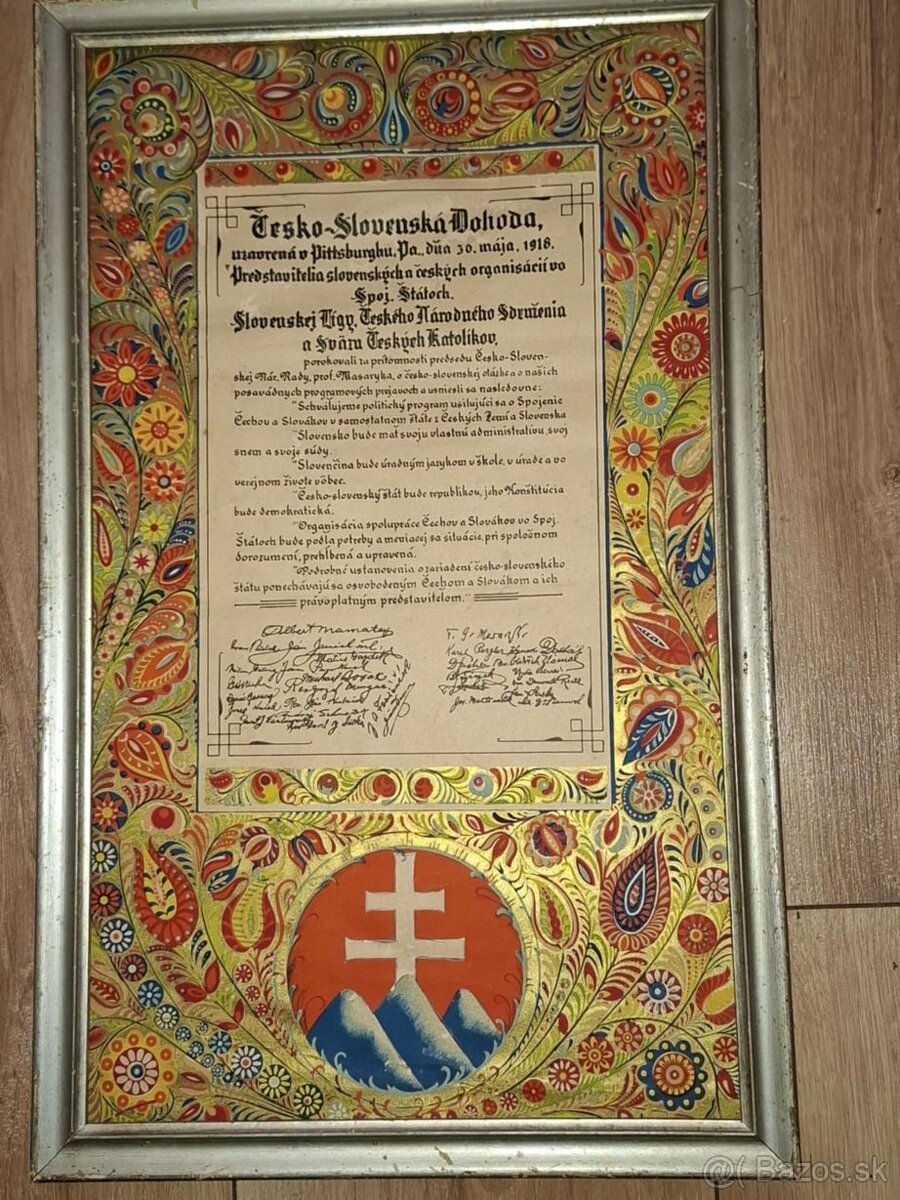 Česko-Slovenská Dohoda,
uzavrená v Pittsburghu, Pa., dňa 30. mája, 1918.
Predstavitelia slovenských a českých organisácií vo
Spoj. Štátoch.
Slovenskej Ligy, Českého Národného Sdruženia
a Sväzu Českých Katolíkov,
porokovali za prítomnosti predsedu Česko-Sloven-
skej Nár. Rady, prof. Masaryka, o česko-slovenskej otázke a o našich
posavádnych programových prejavoch a usniesli sa nasledovne:
"Schvaľujeme politický program usilujúci sa o Spojenie
Čechov a Slovákov v samostatnom štáte z Českých Zemí a Slovenska
"Slovensko bude mať svoju vlastnú administratívu, svoj
snem a svoje súdy.
"Slovenčina bude úradným jazykom v škole, v úrade a vo
verejnom živote vôbec.
"Česko-slovenský štát bude republikou, jeho Konštitúcia
bude demokratická.
"Organisácia spolupráce Čechov a Slovákov vo Spoj.
Štátoch bude podľa potreby a meniacej sa situácie, pri spoločnom
dorozumení, prehĺbená a upravená.
"Podrobné ustanovenia o zariadení česko-slovenského
štátu ponechávajú sa osvobodeným Čechom a Slovákom a ich
právoplatným predstaviteľom."
Albert Mamatey
T. G. Masaryk
Bazos.sk